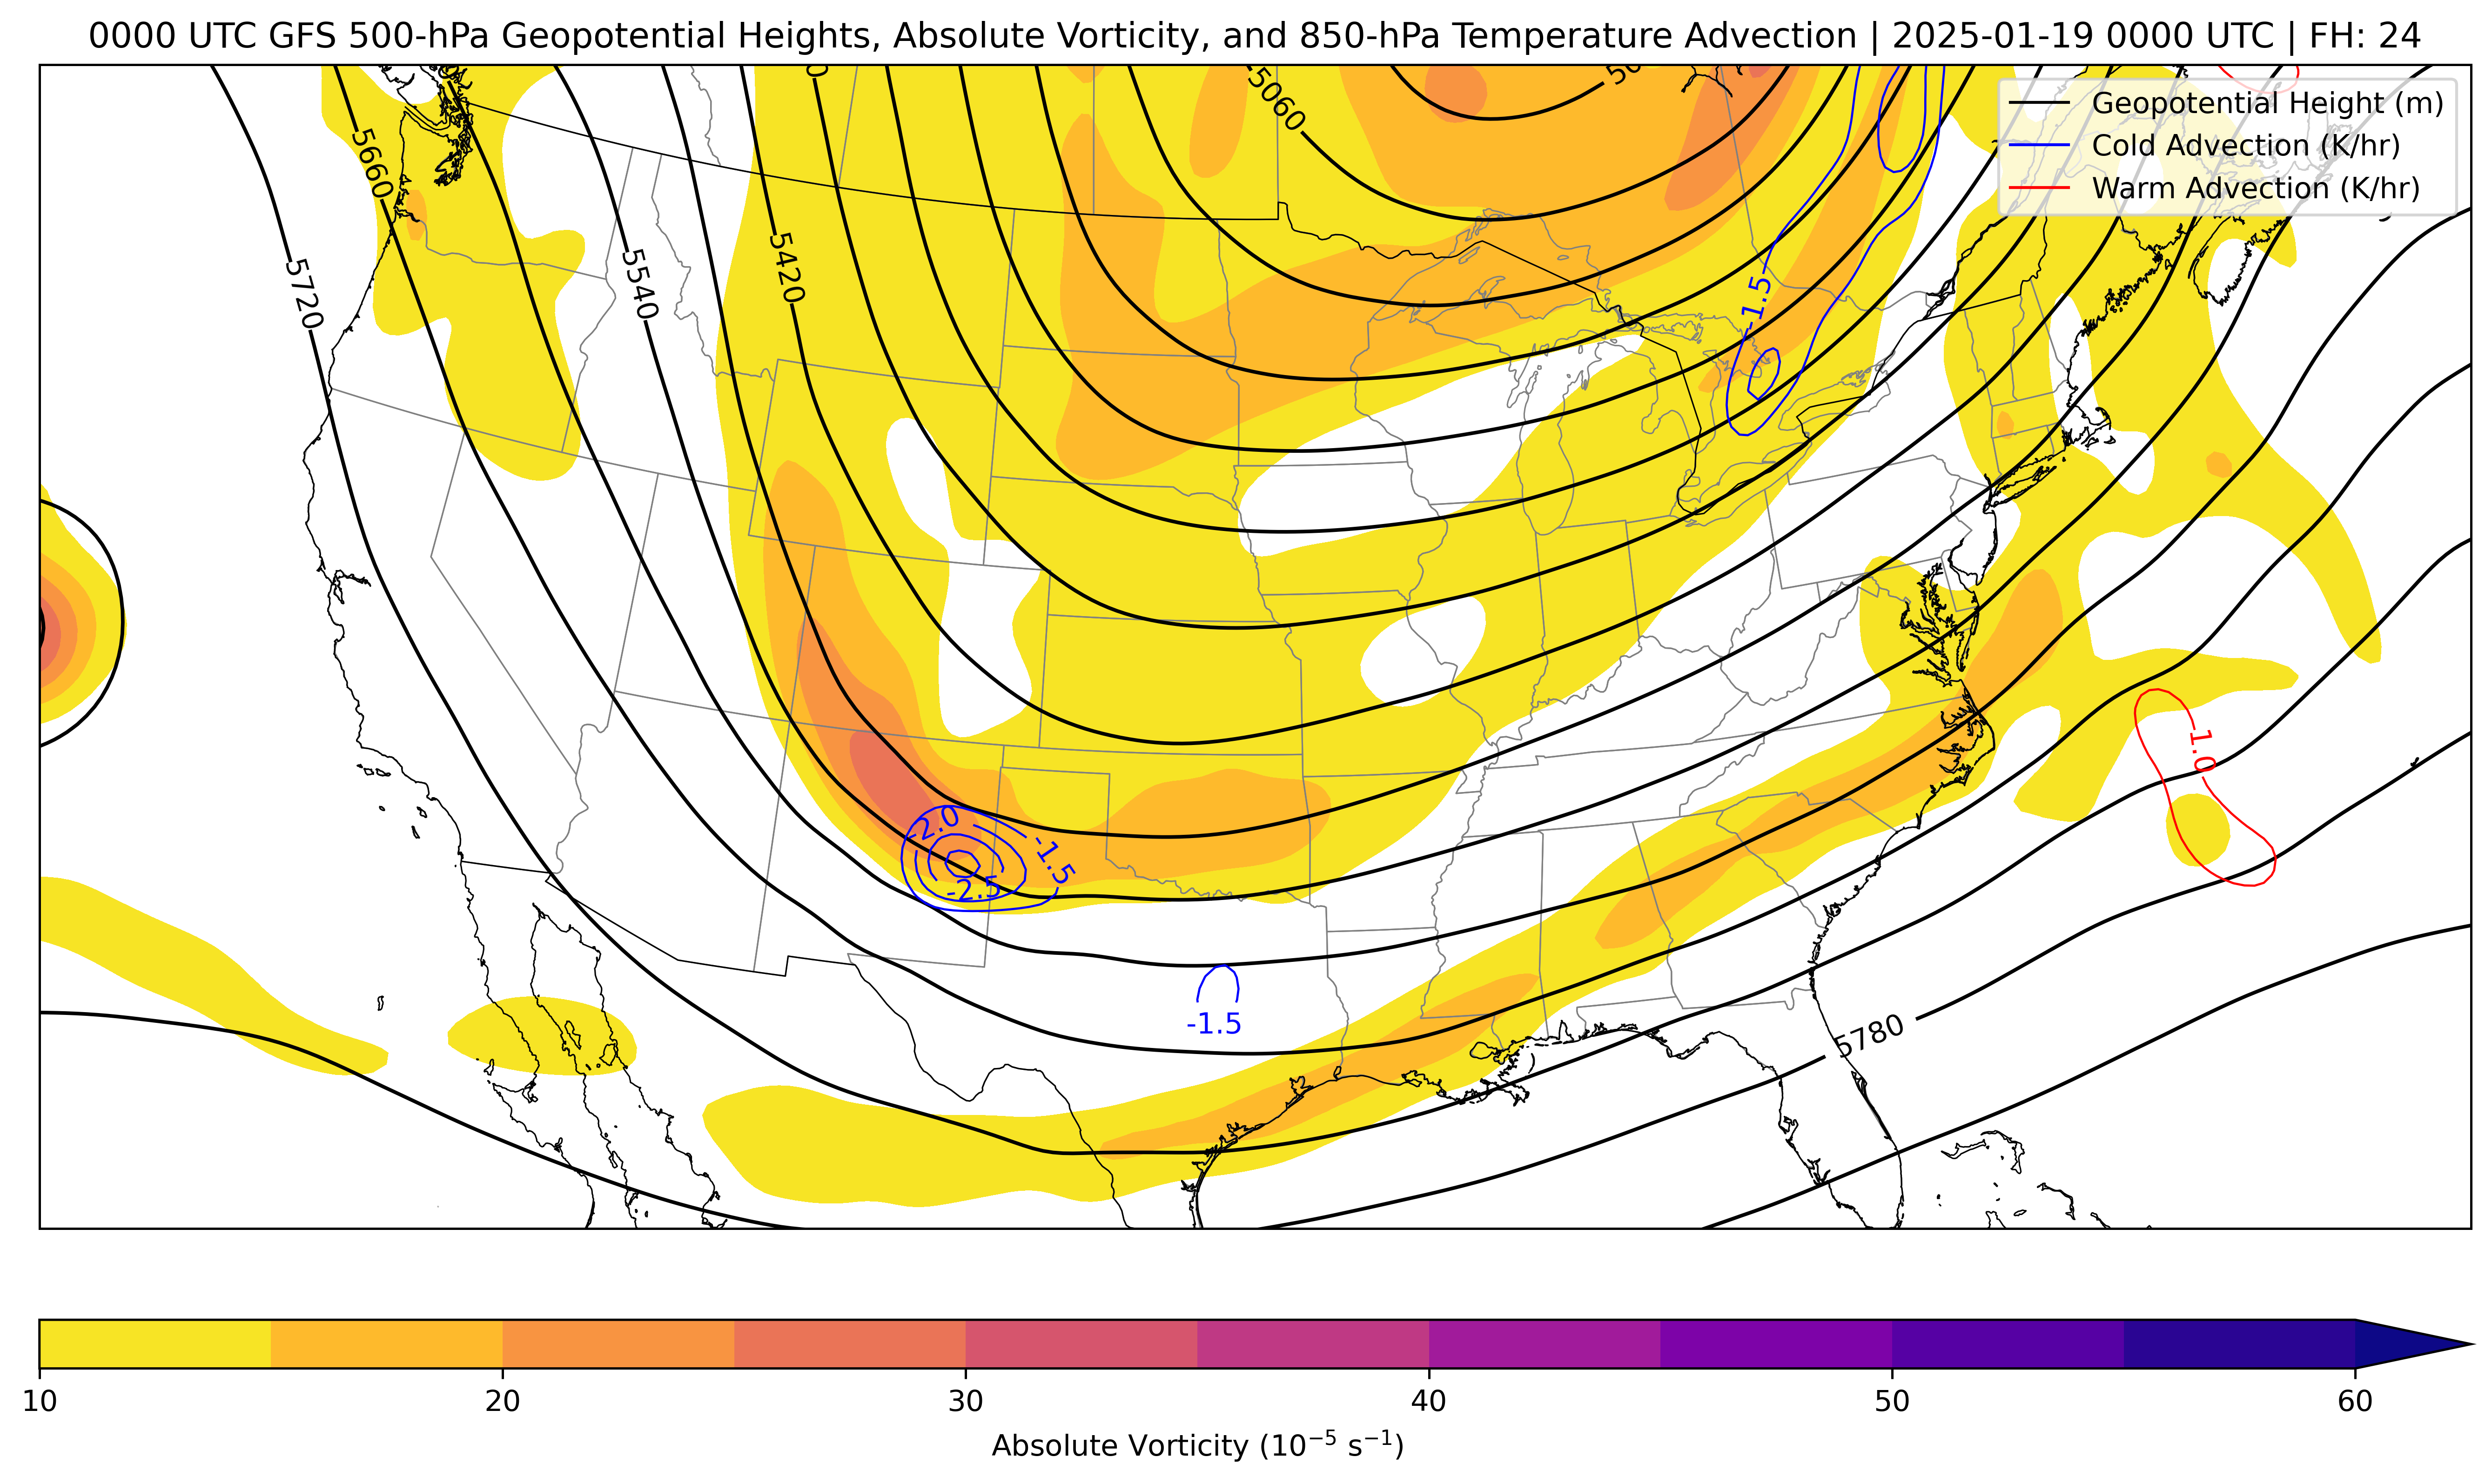 0000 UTC GFS 500-hPa Geopotential Heights, Absolute Vorticity, and 850-hPa Temperature Advection | 2025-01-19 0000 UTC | FH: 24
Geopotential Height (m)
Cold Advection (K/hr)
Warm Advection (K/hr)
5060
5660
5720
5540
5420
-1.5
1.0
-2.0
-1.5
-2.5
-1.5
5780
10 20 30 40 50 60
Absolute Vorticity (10⁻⁵ s⁻¹)